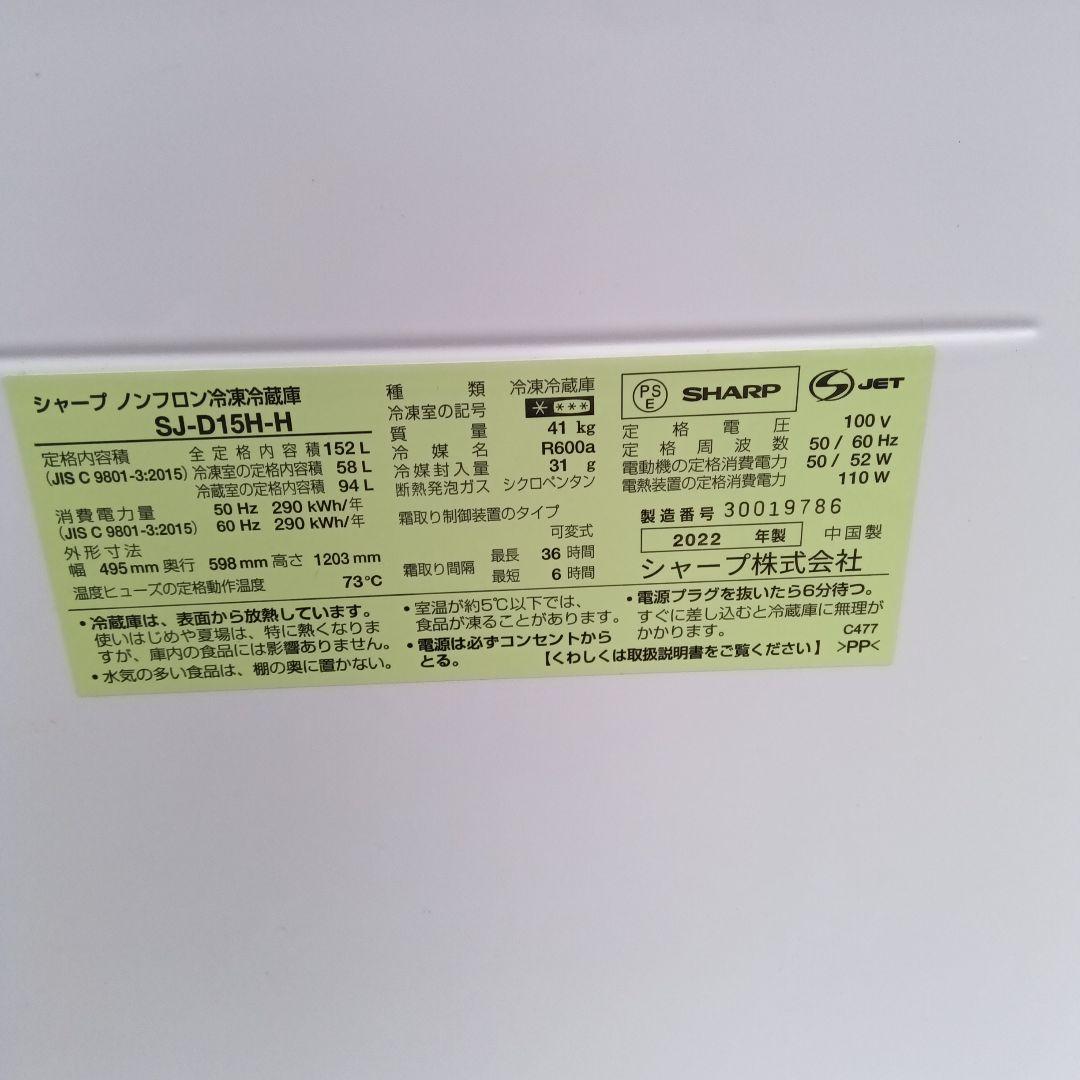 シャープ ノンフロン冷凍冷蔵庫
SJ-D15H-H
定格内容積 全定格内容積 152 L
(JIS C 9801-3:2015) 冷凍室の定格内容積 58 L
冷蔵室の定格内容積 94 L
消費電力量 50 Hz 290 kWh/年
(JIS C 9801-3:2015) 60 Hz 290 kWh/年
外形寸法
幅 495 mm 奥行 598 mm 高さ 1203 mm
温度ヒューズの定格動作温度 73℃
種類 冷凍冷蔵庫
冷凍室の記号 * ***
質量 41 kg
冷媒名 R600a
冷媒封入量 31 g
断熱発泡ガス シクロペンタン
霜取り制御装置のタイプ
可変式
霜取り間隔 最長 36 時間
最短 6 時間
PSE SHARP JET
定格電圧 100 V
定格周波数 50 / 60 Hz
電動機の定格消費電力 50 / 52 W
電熱装置の定格消費電力 110 W
製造番号 30019786
2022 年製 中国製
シャープ株式会社
・冷蔵庫は、表面から放熱しています。
使いはじめや夏場は、特に熱くなりま
すが、庫内の食品には影響ありません。
・水気の多い食品は、棚の奥に置かない。
・室温が約5℃以下では、
食品が凍ることがあります。
・電源は必ずコンセントから
とる。
・電源プラグを抜いたら6分待つ。
すぐに差し込むと冷蔵庫に無理が
かかります。 C477
【くわしくは取扱説明書をご覧ください】 >PP<